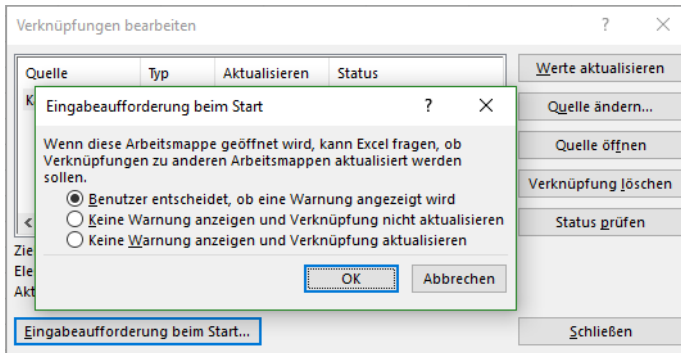 Verknüpfungen bearbeiten ? ×
Quelle Typ Aktualisieren Status
Werte aktualisieren
Quelle ändern...
Quelle öffnen
Verknüpfung löschen
Status prüfen
Eingabeaufforderung beim Start ? ×
Wenn diese Arbeitsmappe geöffnet wird, kann Excel fragen, ob
Verknüpfungen zu anderen Arbeitsmappen aktualisiert werden
sollen.
Benutzer entscheidet, ob eine Warnung angezeigt wird
Keine Warnung anzeigen und Verknüpfung nicht aktualisieren
Keine Warnung anzeigen und Verknüpfung aktualisieren
OK Abbrechen
Zie
Ele
Akt
Eingabeaufforderung beim Start...
Schließen